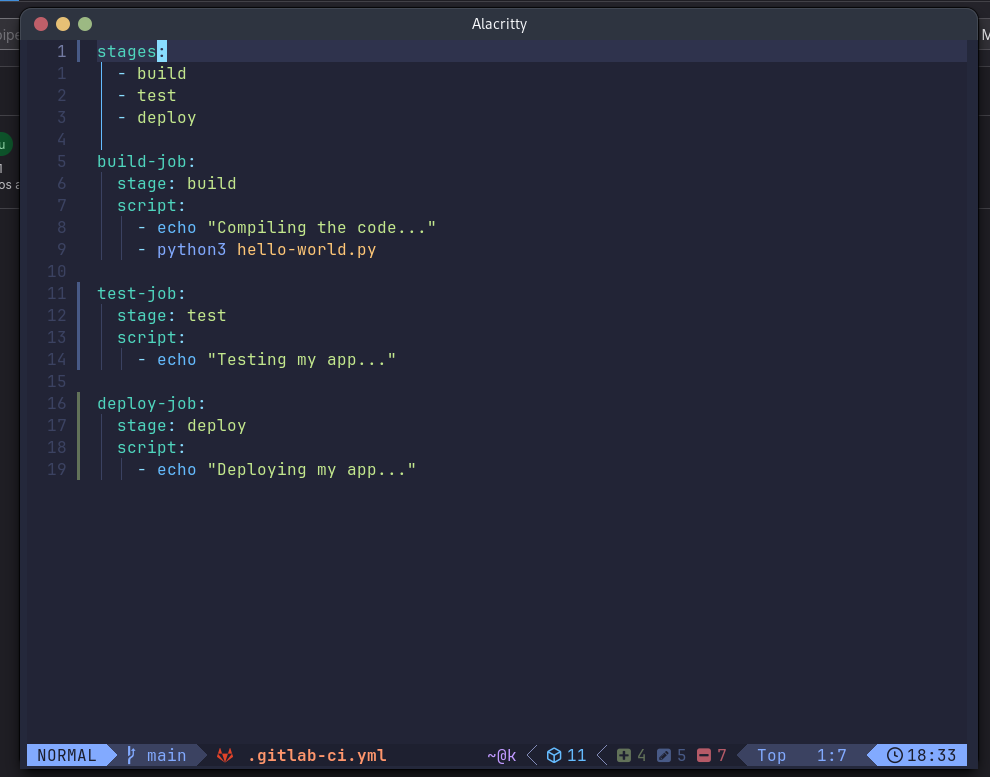 Alacritty
pipe
M
1 stages:
1 - build
2 - test
3 - deploy
4
u
5 build-job:
6 stage: build
os a
7 script:
8 - echo "Compiling the code..."
9 - python3 hello-world.py
10
11 test-job:
12 stage: test
13 script:
14 - echo "Testing my app..."
15
16 deploy-job:
17 stage: deploy
18 script:
19 - echo "Deploying my app..."
NORMAL main .gitlab-ci.yml ~@k 11 4 5 7 Top 1:7 18:33